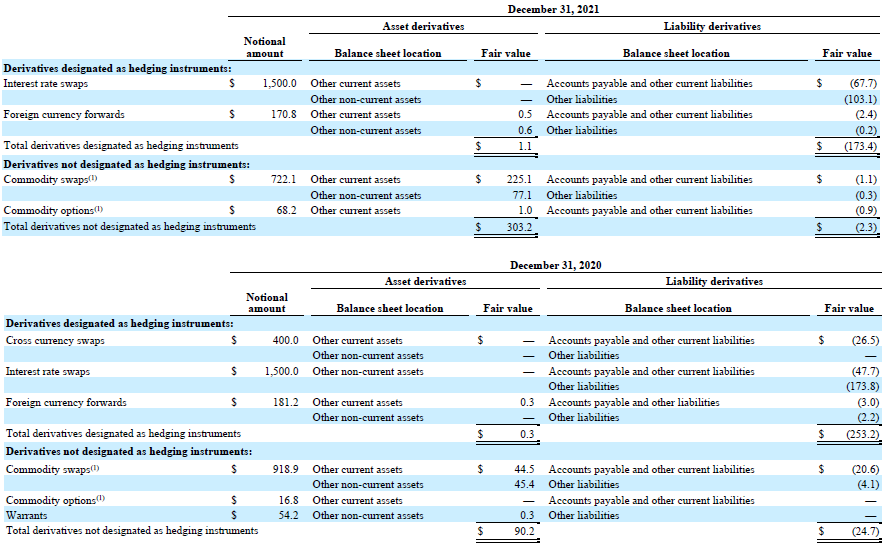 December 31, 2021
Asset derivatives Liability derivatives
Notional
amount Balance sheet location Fair value Balance sheet location Fair value
Derivatives designated as hedging instruments:
Interest rate swaps $ 1,500.0 Other current assets $ — Accounts payable and other current liabilities $ (67.7)
Other non-current assets — Other liabilities (103.1)
Foreign currency forwards $ 170.8 Other current assets 0.5 Accounts payable and other current liabilities (2.4)
Other non-current assets 0.6 Other liabilities (0.2)
Total derivatives designated as hedging instruments $ 1.1 $ (173.4)
Derivatives not designated as hedging instruments:
Commodity swaps(1) $ 722.1 Other current assets $ 225.1 Accounts payable and other current liabilities $ (1.1)
Other non-current assets 77.1 Other liabilities (0.3)
Commodity options(1) $ 68.2 Other current assets 1.0 Accounts payable and other current liabilities (0.9)
Total derivatives not designated as hedging instruments $ 303.2 $ (2.3)
December 31, 2020
Asset derivatives Liability derivatives
Notional
amount Balance sheet location Fair value Balance sheet location Fair value
Derivatives designated as hedging instruments:
Cross currency swaps $ 400.0 Other current assets $ — Accounts payable and other current liabilities $ (26.5)
Other non-current assets — Other liabilities —
Interest rate swaps $ 1,500.0 Other non-current assets — Accounts payable and other current liabilities (47.7)
Other liabilities (173.8)
Foreign currency forwards $ 181.2 Other current assets 0.3 Accounts payable and other liabilities (3.0)
Other non-current assets — Other liabilities (2.2)
Total derivatives designated as hedging instruments $ 0.3 $ (253.2)
Derivatives not designated as hedging instruments:
Commodity swaps(1) $ 918.9 Other current assets $ 44.5 Accounts payable and other current liabilities $ (20.6)
Other non-current assets 45.4 Other liabilities (4.1)
Commodity options(1) $ 16.8 Other current assets — Accounts payable and other current liabilities —
Warrants $ 54.2 Other non-current assets 0.3 Other liabilities —
Total derivatives not designated as hedging instruments $ 90.2 $ (24.7)